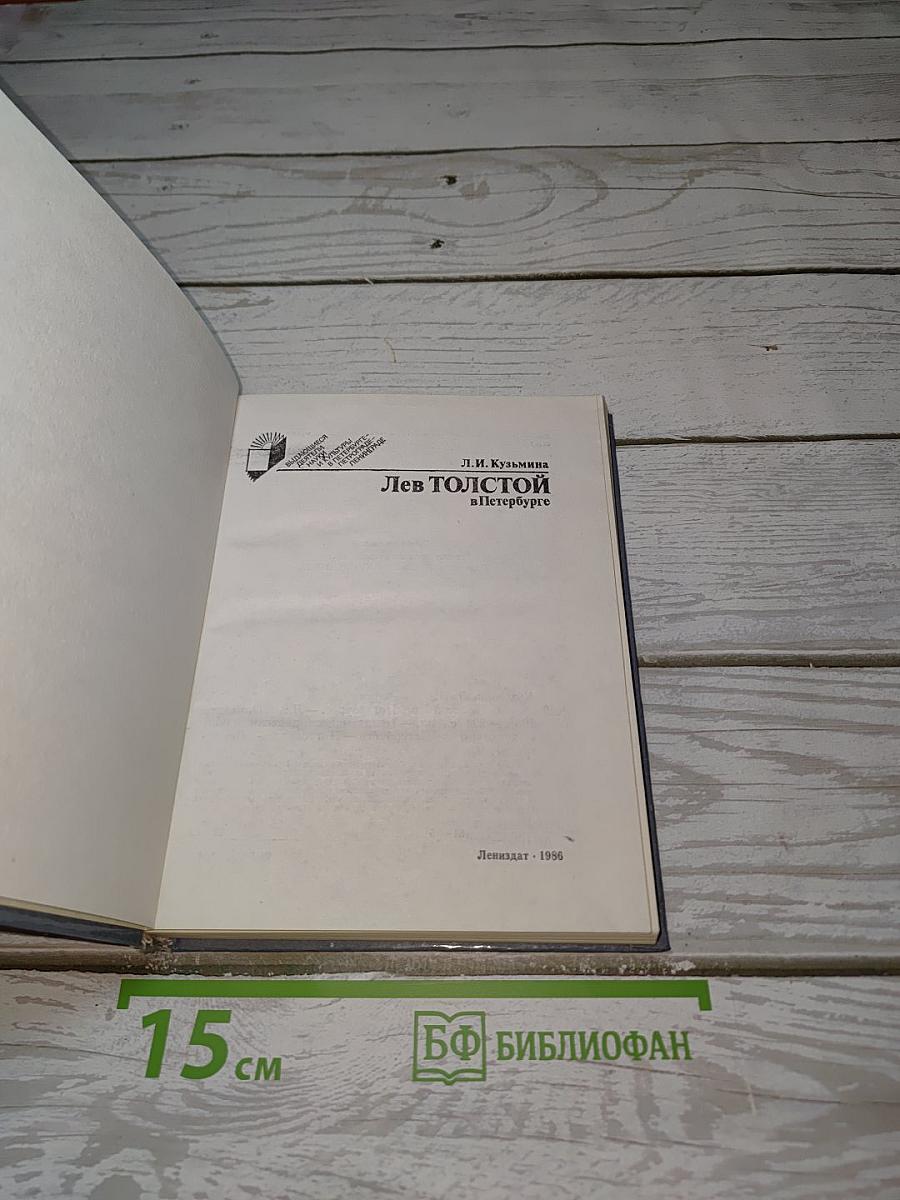 ВЫДАЮЩИЕСЯ
ДЕЯТЕЛИ
НАУКИ
И КУЛЬТУРЫ
В ПЕТЕРБУРГЕ–
ПЕТРОГРАДЕ–
ЛЕНИНГРАДЕ
Л.И. Кузьмина
Лев ТОЛСТОЙ
в Петербурге
Лениздат · 1986
15 см
БФ БИБЛИОФАН